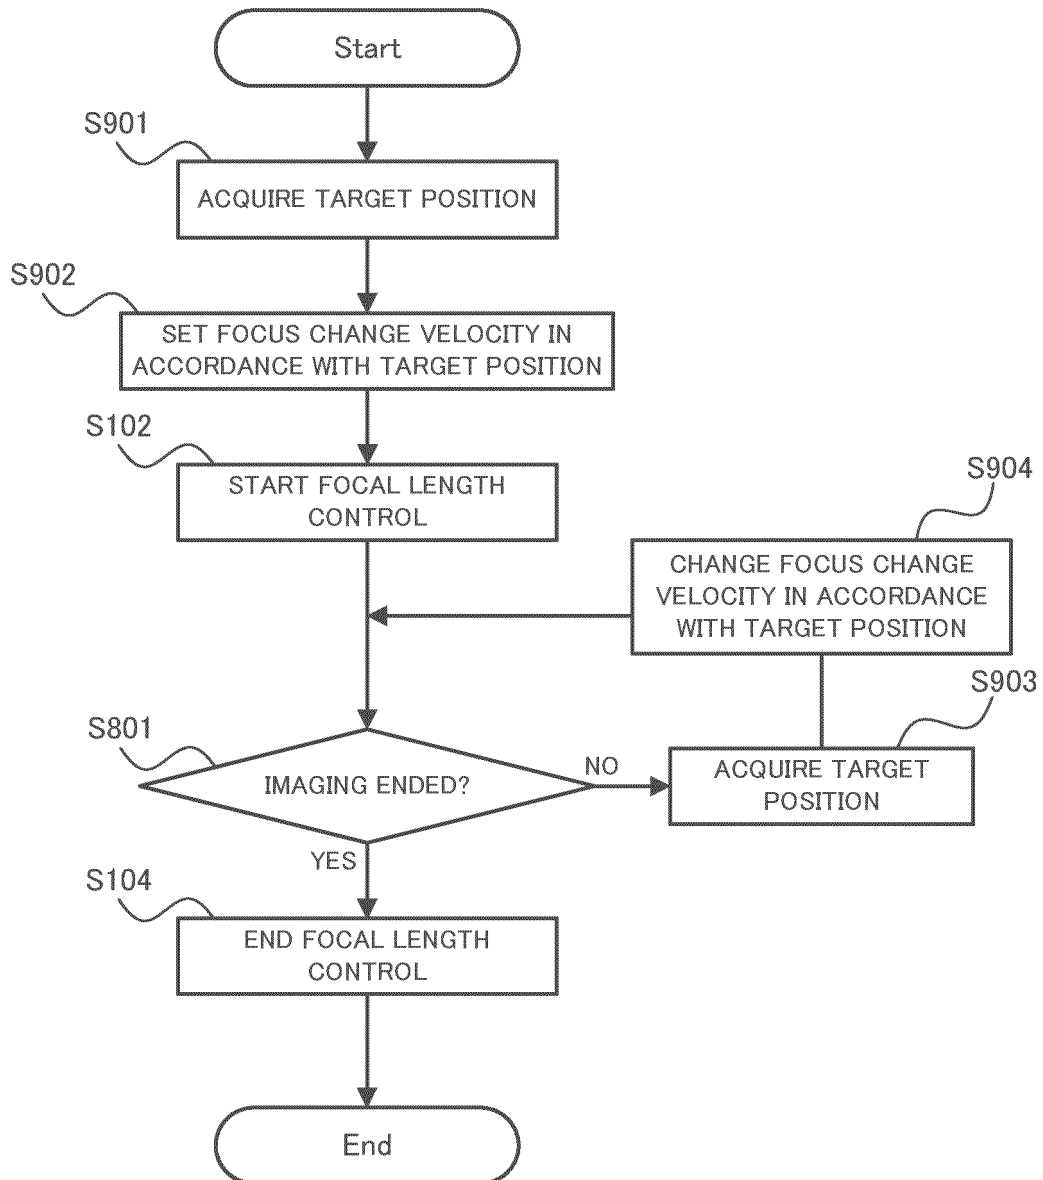 Start
S901
ACQUIRE TARGET POSITION
S902
SET FOCUS CHANGE VELOCITY IN
ACCORDANCE WITH TARGET POSITION
S102
START FOCAL LENGTH
CONTROL
S904
CHANGE FOCUS CHANGE
VELOCITY IN ACCORDANCE
WITH TARGET POSITION
S903
ACQUIRE TARGET
POSITION
S801
IMAGING ENDED?
NO
YES
S104
END FOCAL LENGTH
CONTROL
End